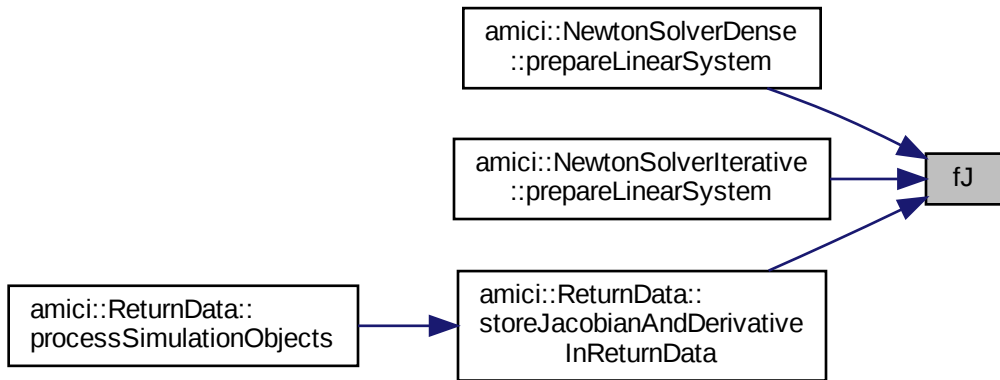 amici::NewtonSolverDense
::prepareLinearSystem
amici::NewtonSolverIterative
::prepareLinearSystem
fJ
amici::ReturnData::
storeJacobianAndDerivative
InReturnData
amici::ReturnData::
processSimulationObjects